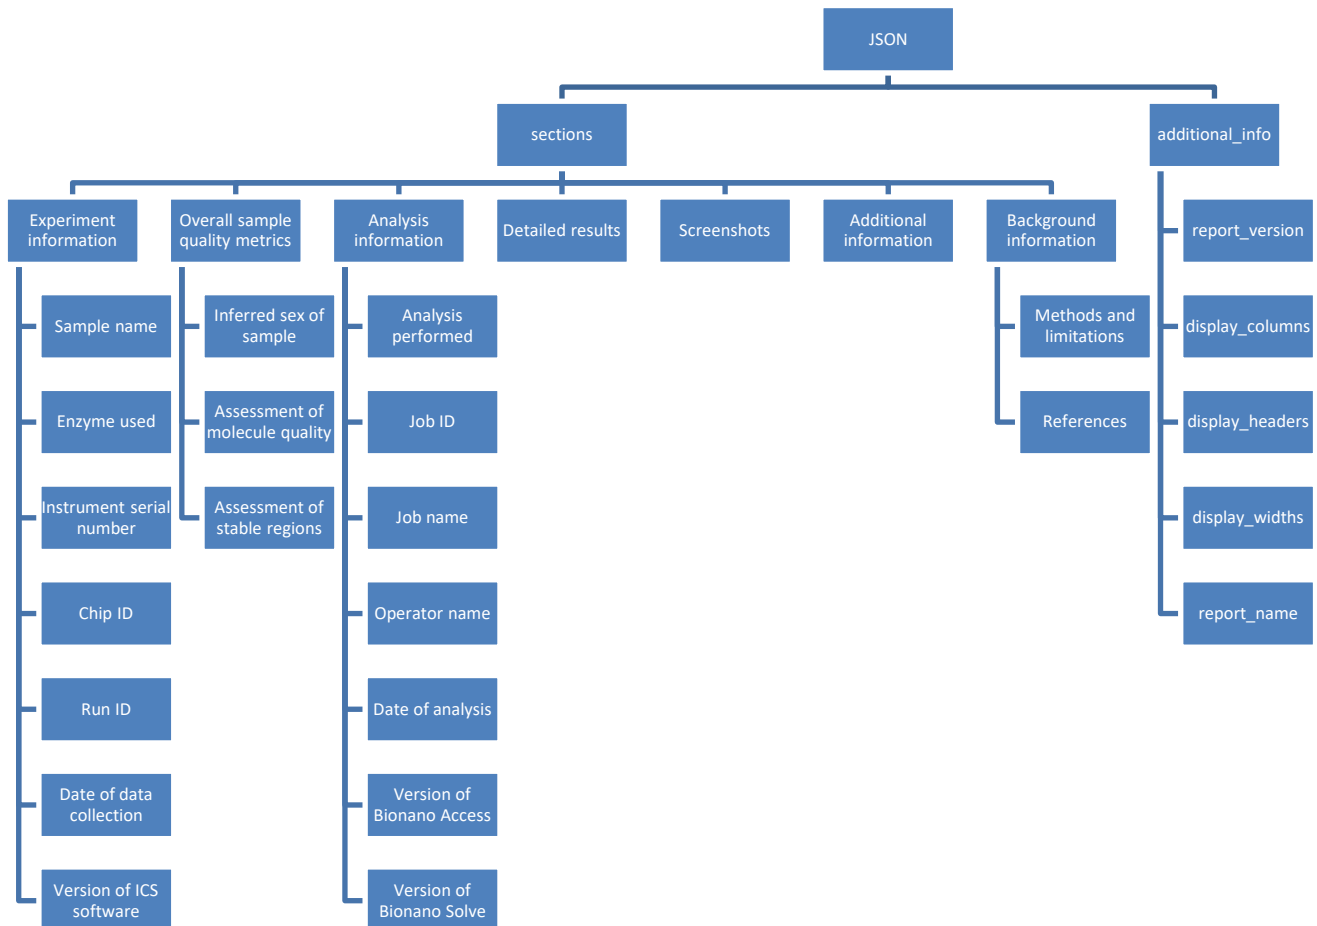 JSON
sections
additional_info
Experiment
information
Overall sample
quality metrics
Analysis
information
Detailed results
Screenshots
Additional
information
Background
information
report_version
Sample name
Inferred sex of
sample
Analysis
performed
Methods and
limitations
display_columns
Enzyme used
Assessment of
molecule quality
Job ID
References
display_headers
Instrument serial
number
Assessment of
stable regions
Job name
display_widths
Chip ID
Operator name
report_name
Run ID
Date of analysis
Date of data
collection
Version of
Bionano Access
Version of ICS
software
Version of
Bionano Solve